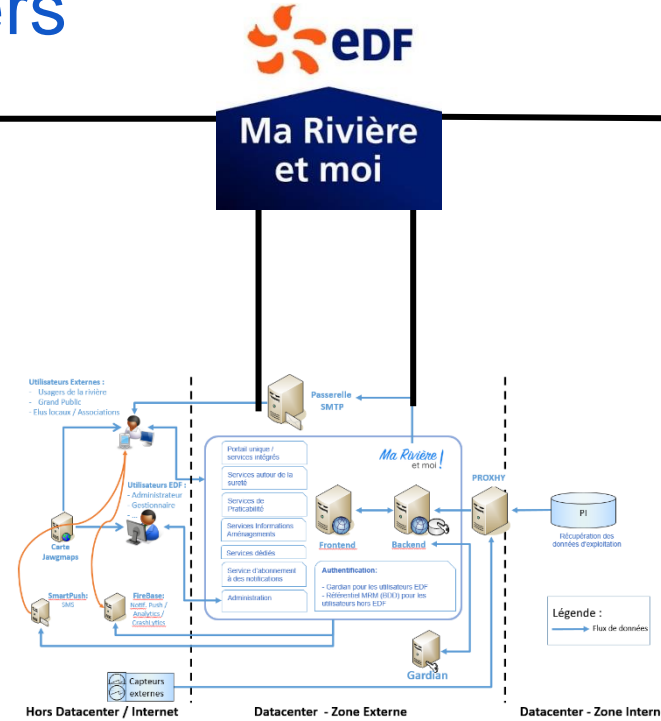 ers
eDF
Ma Rivière
et moi
Utilisateurs Externes :
- Usagers de la rivière
- Grand Public
- Elus locaux / Associations
Passerelle
SMTP
Portail unique /
services intégrés
Services autour de la
sureté
Services de
Praticabilité
Services Informations
Aménagements
Services dédiés
Service d'abonnement
à des notifications
Administration
Ma Rivière
et moi !
Utilisateurs EDF :
- Administrateur
- Gestionnaire
- ...
Carte
Jawgmaps
SmartPush:
SMS
FireBase:
Notif. Push /
Analytics /
CrashLytics
Frontend
Backend
PROXHY
PI
Récupération des
données d'exploitation
Authentification:
- Gardian pour les utilisateurs EDF
- Référentiel MRM (BDD) pour les
utilisateurs hors EDF
Gardian
Légende :
Flux de données
Capteurs
externes
Hors Datacenter / Internet
Datacenter - Zone Externe
Datacenter - Zone Intern